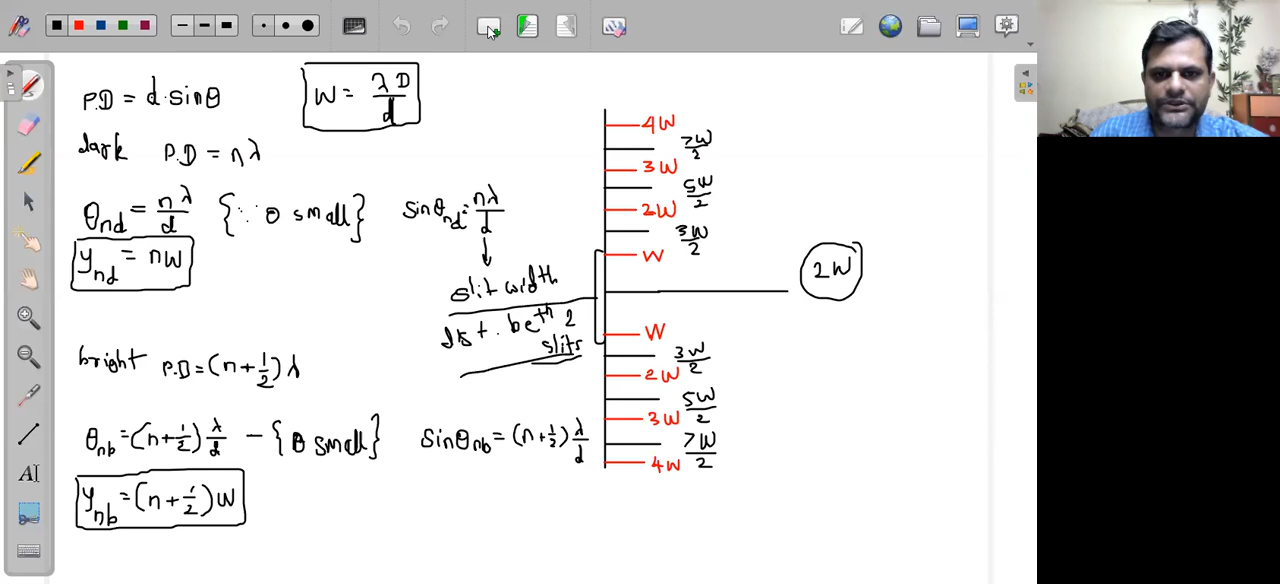 P.D = d·sinθ
W = λD/d
dark P.D = nλ
θnd = nλ/d {∵ θ small} sinθnd = nλ/d
ynd = nW
slit width
dist. betn 2
slits
bright P.D = (n+1/2)λ
θnb = (n+1/2)λ/d - {θ small} sinθnb = (n+1/2)λ/d
ynb = (n+1/2)W
4W
7W/2
3W
5W/2
2W
3W/2
W
2W
W
3W/2
2W
5W/2
3W
7W/2
4W
AI